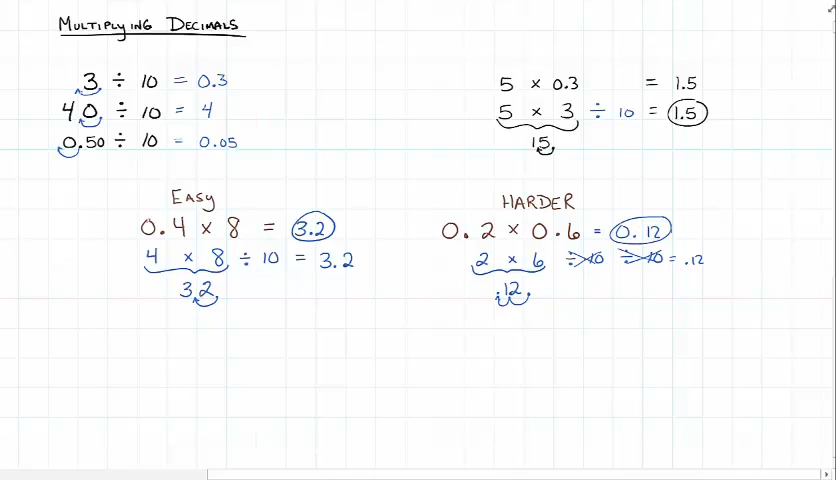 Multiplying Decimals
3 ÷ 10 = 0.3
40 ÷ 10 = 4
0.50 ÷ 10 = 0.05
5 × 0.3 = 1.5
5 × 3 ÷ 10 = 1.5
15.
Easy
0.4 × 8 = 3.2
4 × 8 ÷ 10 = 3.2
3.2.
HARDER
0.2 × 0.6 = 0.12
2 × 6 ÷ 10 ÷ 10 = .12
.12.